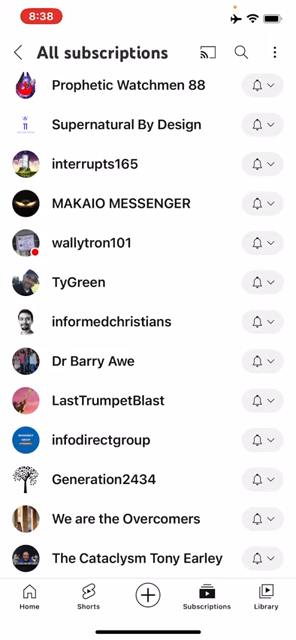 8:38
All subscriptions
Prophetic Watchmen 88
Supernatural By Design
interrupts165
MAKAIO MESSENGER
wallytron101
TyGreen
informedchristians
Dr Barry Awe
LastTrumpetBlast
infodirectgroup
Generation2434
We are the Overcomers
The Cataclysm Tony Earley
Home
Shorts
Subscriptions
Library